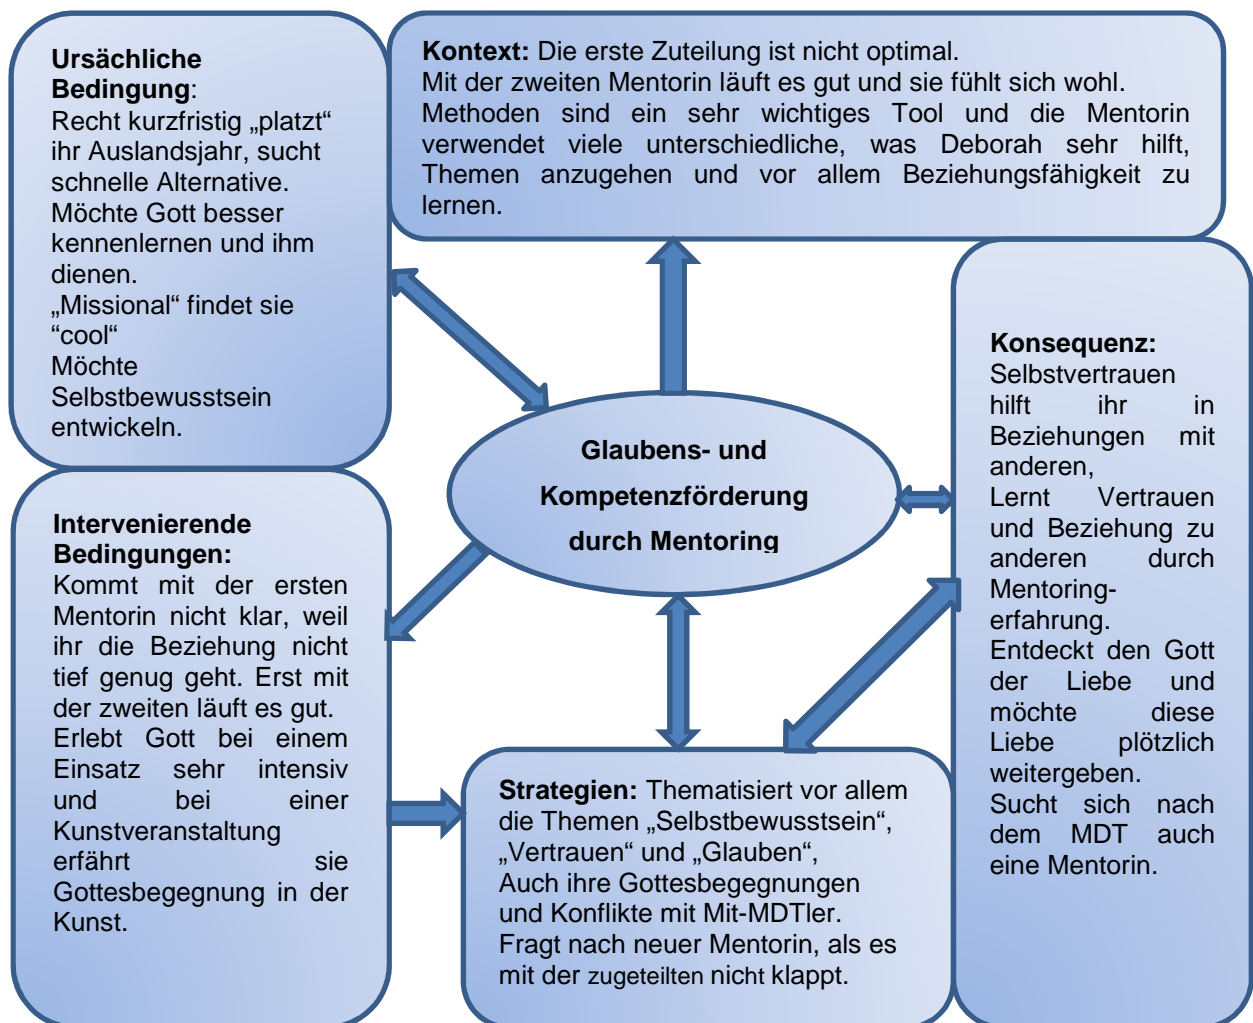 Ursächliche
Bedingung:
Recht kurzfristig „platzt“
ihr Auslandsjahr, sucht
schnelle Alternative.
Möchte Gott besser
kennenlernen und ihm
dienen.
„Missional“ findet sie
“cool“
Möchte
Selbstbewusstsein
entwickeln.
Kontext: Die erste Zuteilung ist nicht optimal.
Mit der zweiten Mentorin läuft es gut und sie fühlt sich wohl.
Methoden sind ein sehr wichtiges Tool und die Mentorin
verwendet viele unterschiedliche, was Deborah sehr hilft,
Themen anzugehen und vor allem Beziehungsfähigkeit zu
lernen.
Glaubens- und
Kompetenzförderung
durch Mentoring
Konsequenz:
Selbstvertrauen
hilft ihr in
Beziehungen mit
anderen,
Lernt Vertrauen
und Beziehung zu
anderen durch
Mentoring-
erfahrung.
Entdeckt den Gott
der Liebe und
möchte diese
Liebe plötzlich
weitergeben.
Sucht sich nach
dem MDT auch
eine Mentorin.
Intervenierende
Bedingungen:
Kommt mit der ersten
Mentorin nicht klar, weil
ihr die Beziehung nicht
tief genug geht. Erst mit
der zweiten läuft es gut.
Erlebt Gott bei einem
Einsatz sehr intensiv
und bei einer
Kunstveranstaltung
erfährt sie
Gottesbegegnung in der
Kunst.
Strategien: Thematisiert vor allem
die Themen „Selbstbewusstsein“,
„Vertrauen“ und „Glauben“,
Auch ihre Gottesbegegnungen
und Konflikte mit Mit-MDTler.
Fragt nach neuer Mentorin, als es
mit der zugeteilten nicht klappt.